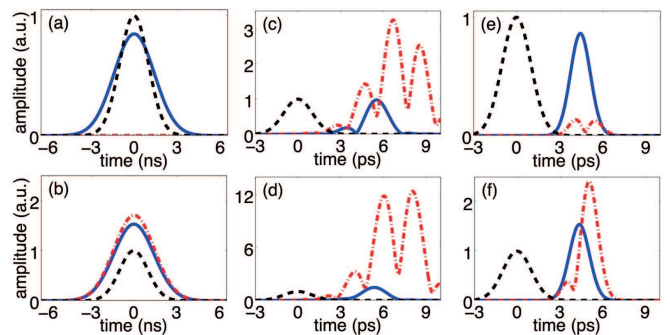 (a)
amplitude (a.u.)
1
0
−6 −3 0 3 6
time (ns)
(c)
3
2
1
0
−3 0 3 6 9
time (ps)
(e)
1
0
−3 0 3 6 9
time (ps)
(b)
amplitude (a.u.)
2
1
0
−6 −3 0 3 6
time (ns)
(d)
12
8
4
0
−3 0 3 6 9
time (ps)
(f)
2
1
0
−3 0 3 6 9
time (ps)